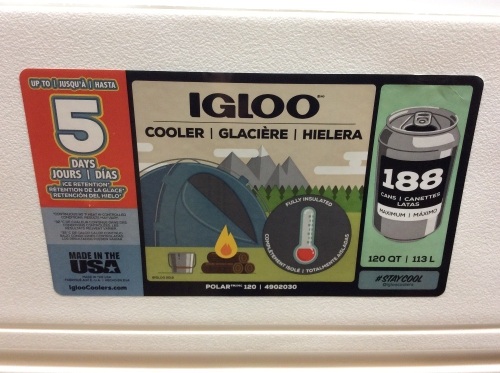 UP TO | JUSQU'À | HASTA
5
DAYS
JOURS | DÍAS
ICE RETENTION*
RÉTENTION DE LA GLACE*
RETENCIÓN DEL HIELO*
MADE IN THE
USA
IglooCoolers.com
IGLOO
COOLER | GLACIÈRE | HIELERA
FULLY INSULATED
COMPLÈTEMENT ISOLÉ | TOTALMENTE AISLADAS
POLAR 120 | 4902030
188
CANS | CANETTES
LATAS
MAXIMUM | MÁXIMO
120 QT | 113 L
#STAYCOOL
@igloocoolers